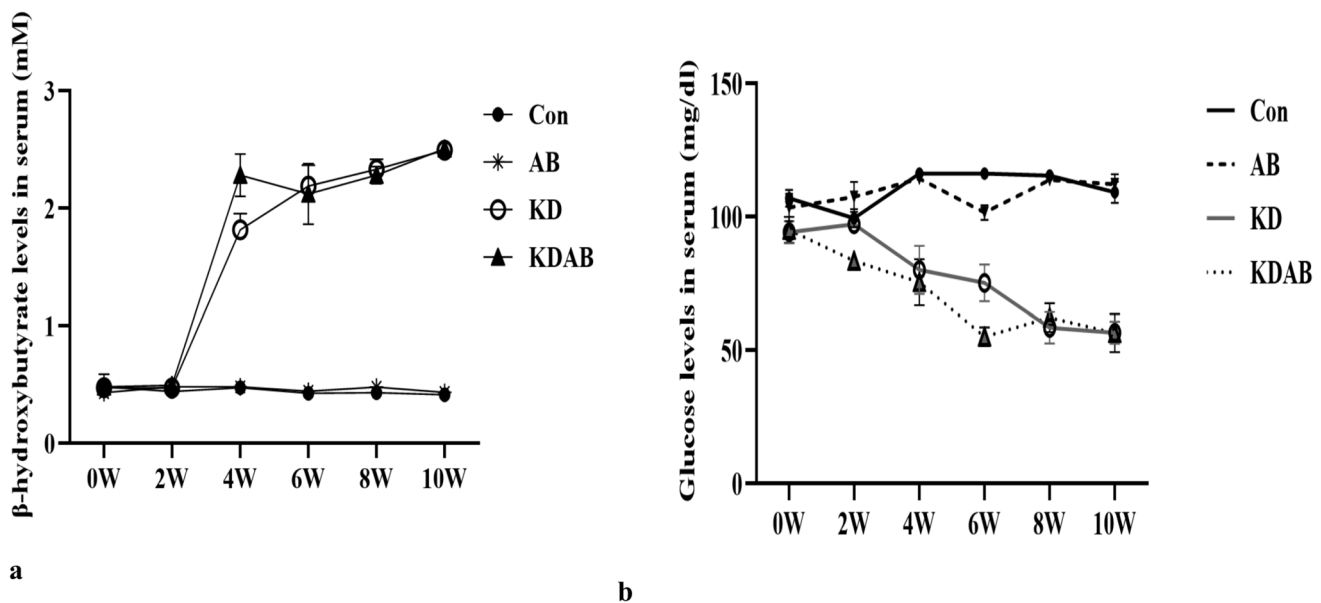 β-hydroxybutyrate levels in serum (mM)
3
2
1
0
0W 2W 4W 6W 8W 10W
Con
AB
KD
KDAB
a
Glucose levels in serum (mg/dl)
150
100
50
0
0W 2W 4W 6W 8W 10W
Con
AB
KD
KDAB
b